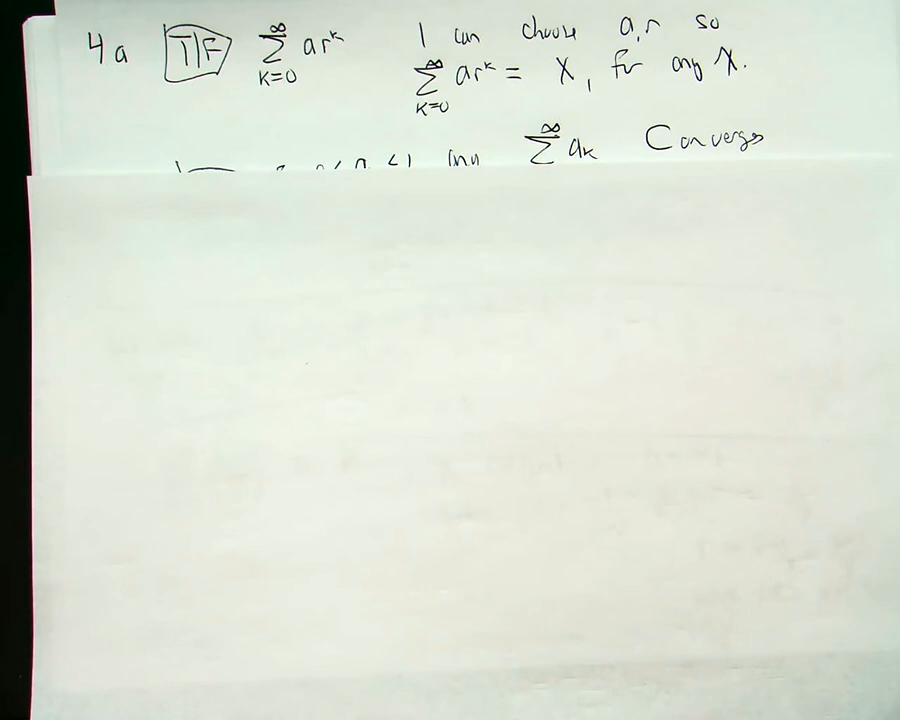 4a T/F ∞ Σ K=0 ar^k I can choose a,r so
∞ Σ K=0 ar^k = X, for any X.
∞ Σ a_k Converges